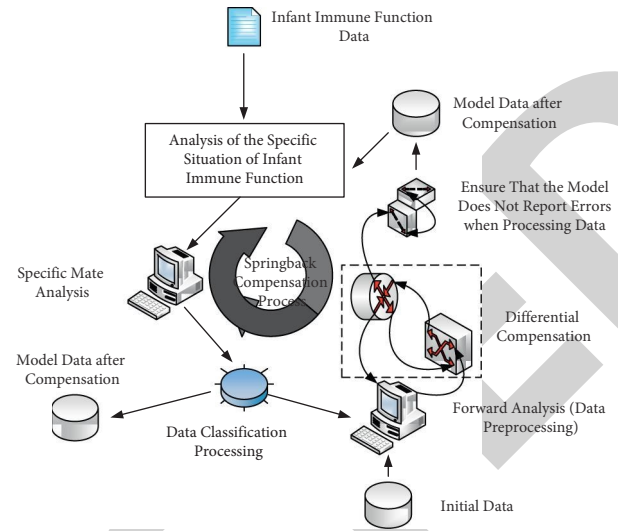 Infant Immune Function
Data
Model Data after
Compensation
Analysis of the Specific
Situation of Infant
Immune Function
Ensure That the Model
Does Not Report Errors
when Processing Data
Specific Mate
Analysis
Springback
Compensation
Process
Differential
Compensation
Model Data after
Compensation
Data Classification
Processing
Forward Analysis (Data
Preprocessing)
Initial Data